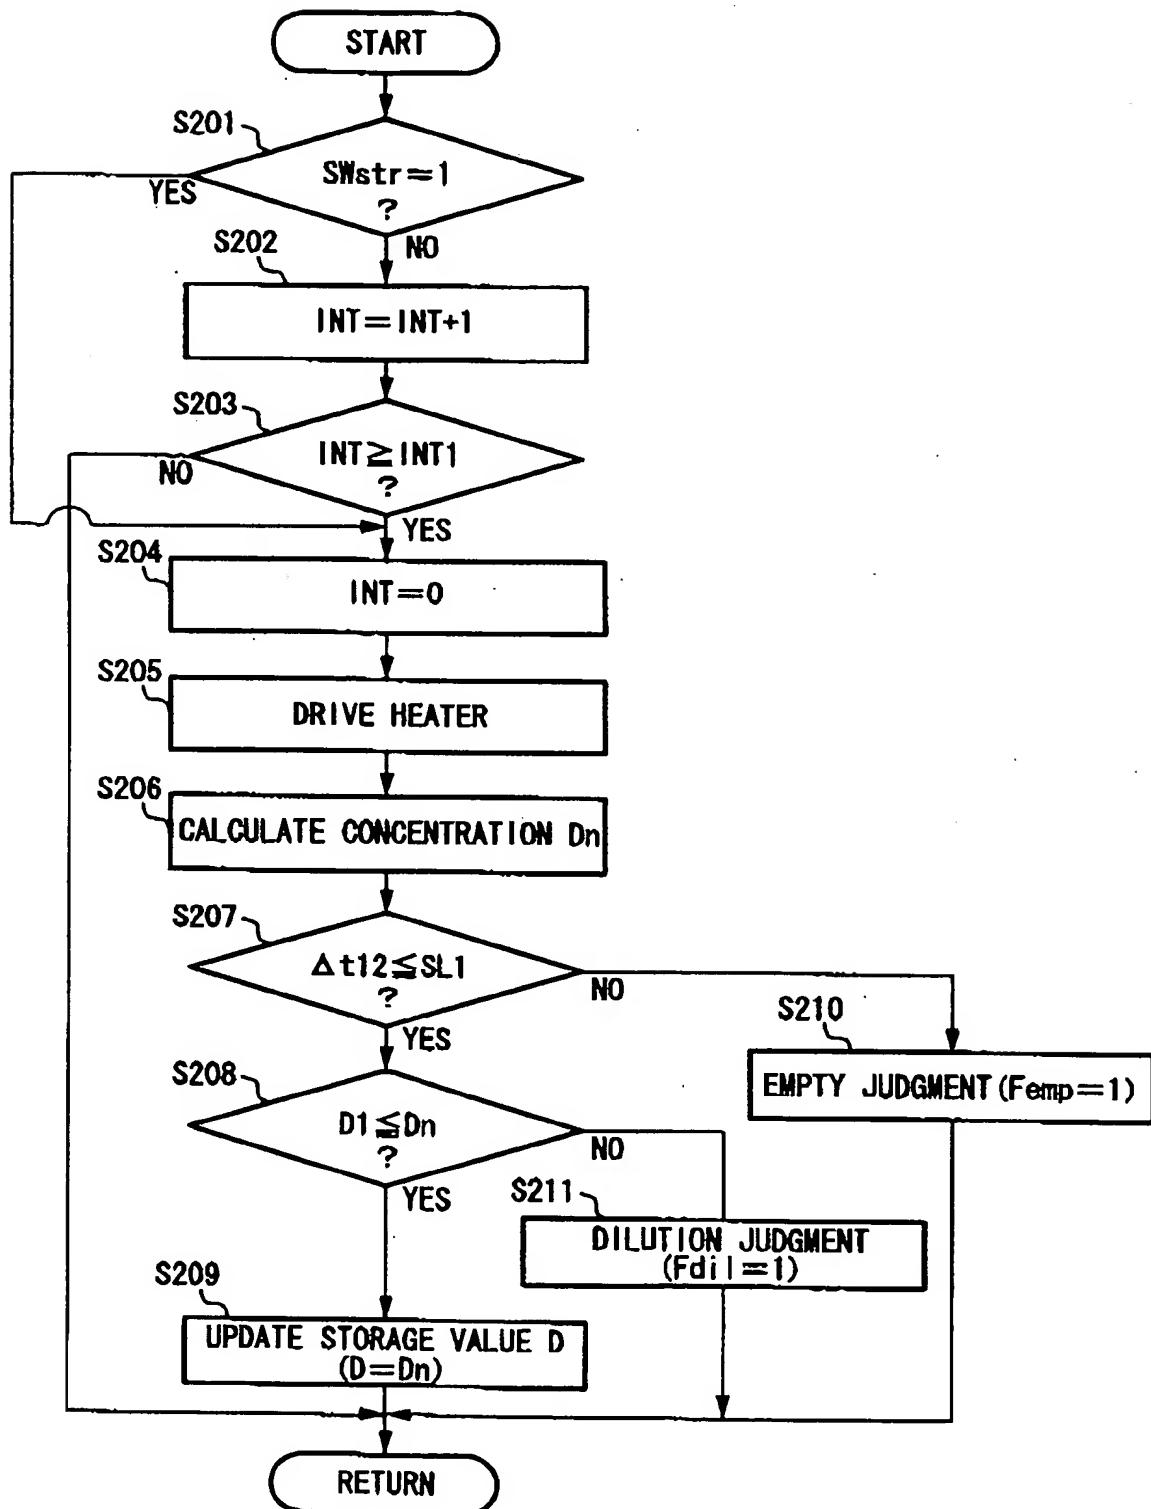 START
S201
SWstr=1
?
YES
NO
S202
INT=INT+1
S203
INT≧INT1
?
NO
YES
S204
INT=0
S205
DRIVE HEATER
S206
CALCULATE CONCENTRATION Dn
S207
Δt12≦SL1
?
NO
YES
S210
EMPTY JUDGMENT(Femp=1)
S208
D1≦Dn
?
NO
YES
S211
DILUTION JUDGMENT
(Fdil=1)
S209
UPDATE STORAGE VALUE D
(D=Dn)
RETURN